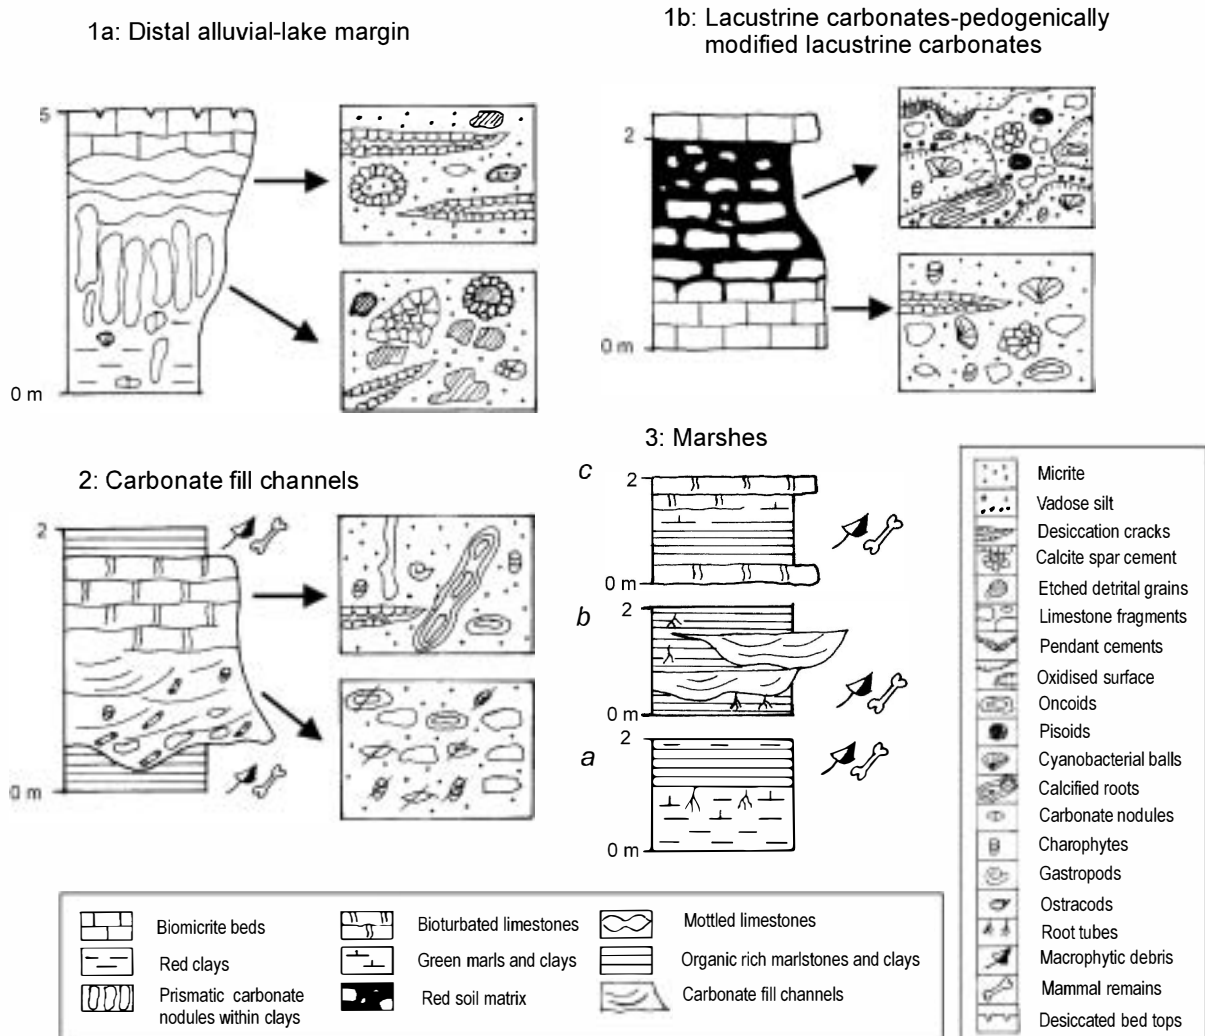 1a: Distal alluvial-lake margin
1b: Lacustrine carbonates-pedogenically
modified lacustrine carbonates
5
0 m
2
0 m
2: Carbonate fill channels
2
0 m
3: Marshes
c
2
0 m
b
2
0 m
a
2
0 m
Micrite
Vadose silt
Desiccation cracks
Calcite spar cement
Etched detrital grains
Limestone fragments
Pendant cements
Oxidised surface
Oncoids
Pisoids
Cyanobacterial balls
Calcified roots
Carbonate nodules
Charophytes
Gastropods
Ostracods
Root tubes
Macrophytic debris
Mammal remains
Desiccated bed tops
Biomicrite beds
Bioturbated limestones
Mottled limestones
Red clays
Green marls and clays
Organic rich marlstones and clays
Prismatic carbonate
nodules within clays
Red soil matrix
Carbonate fill channels